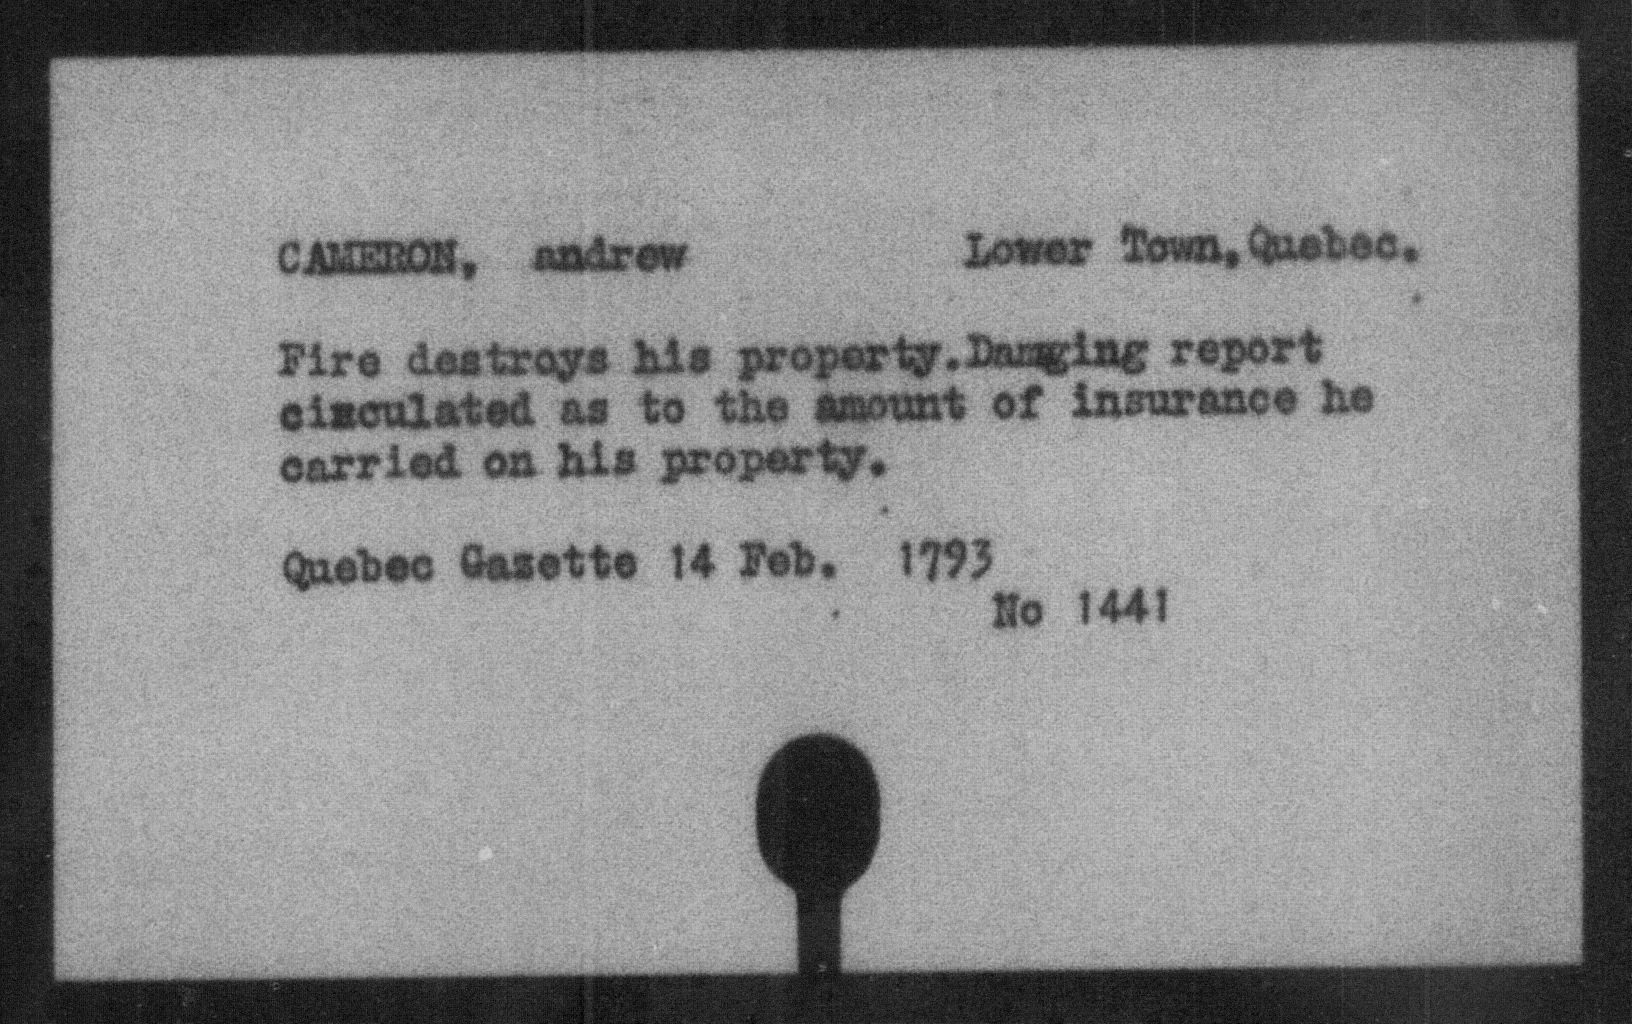 CAMERON, andrew Lower Town,Quebec.
Fire destroys his property.Damging report
circulated as to the amount of insurance he
carried on his property.
Quebec Gazette 14 Feb. 1793
No 1441